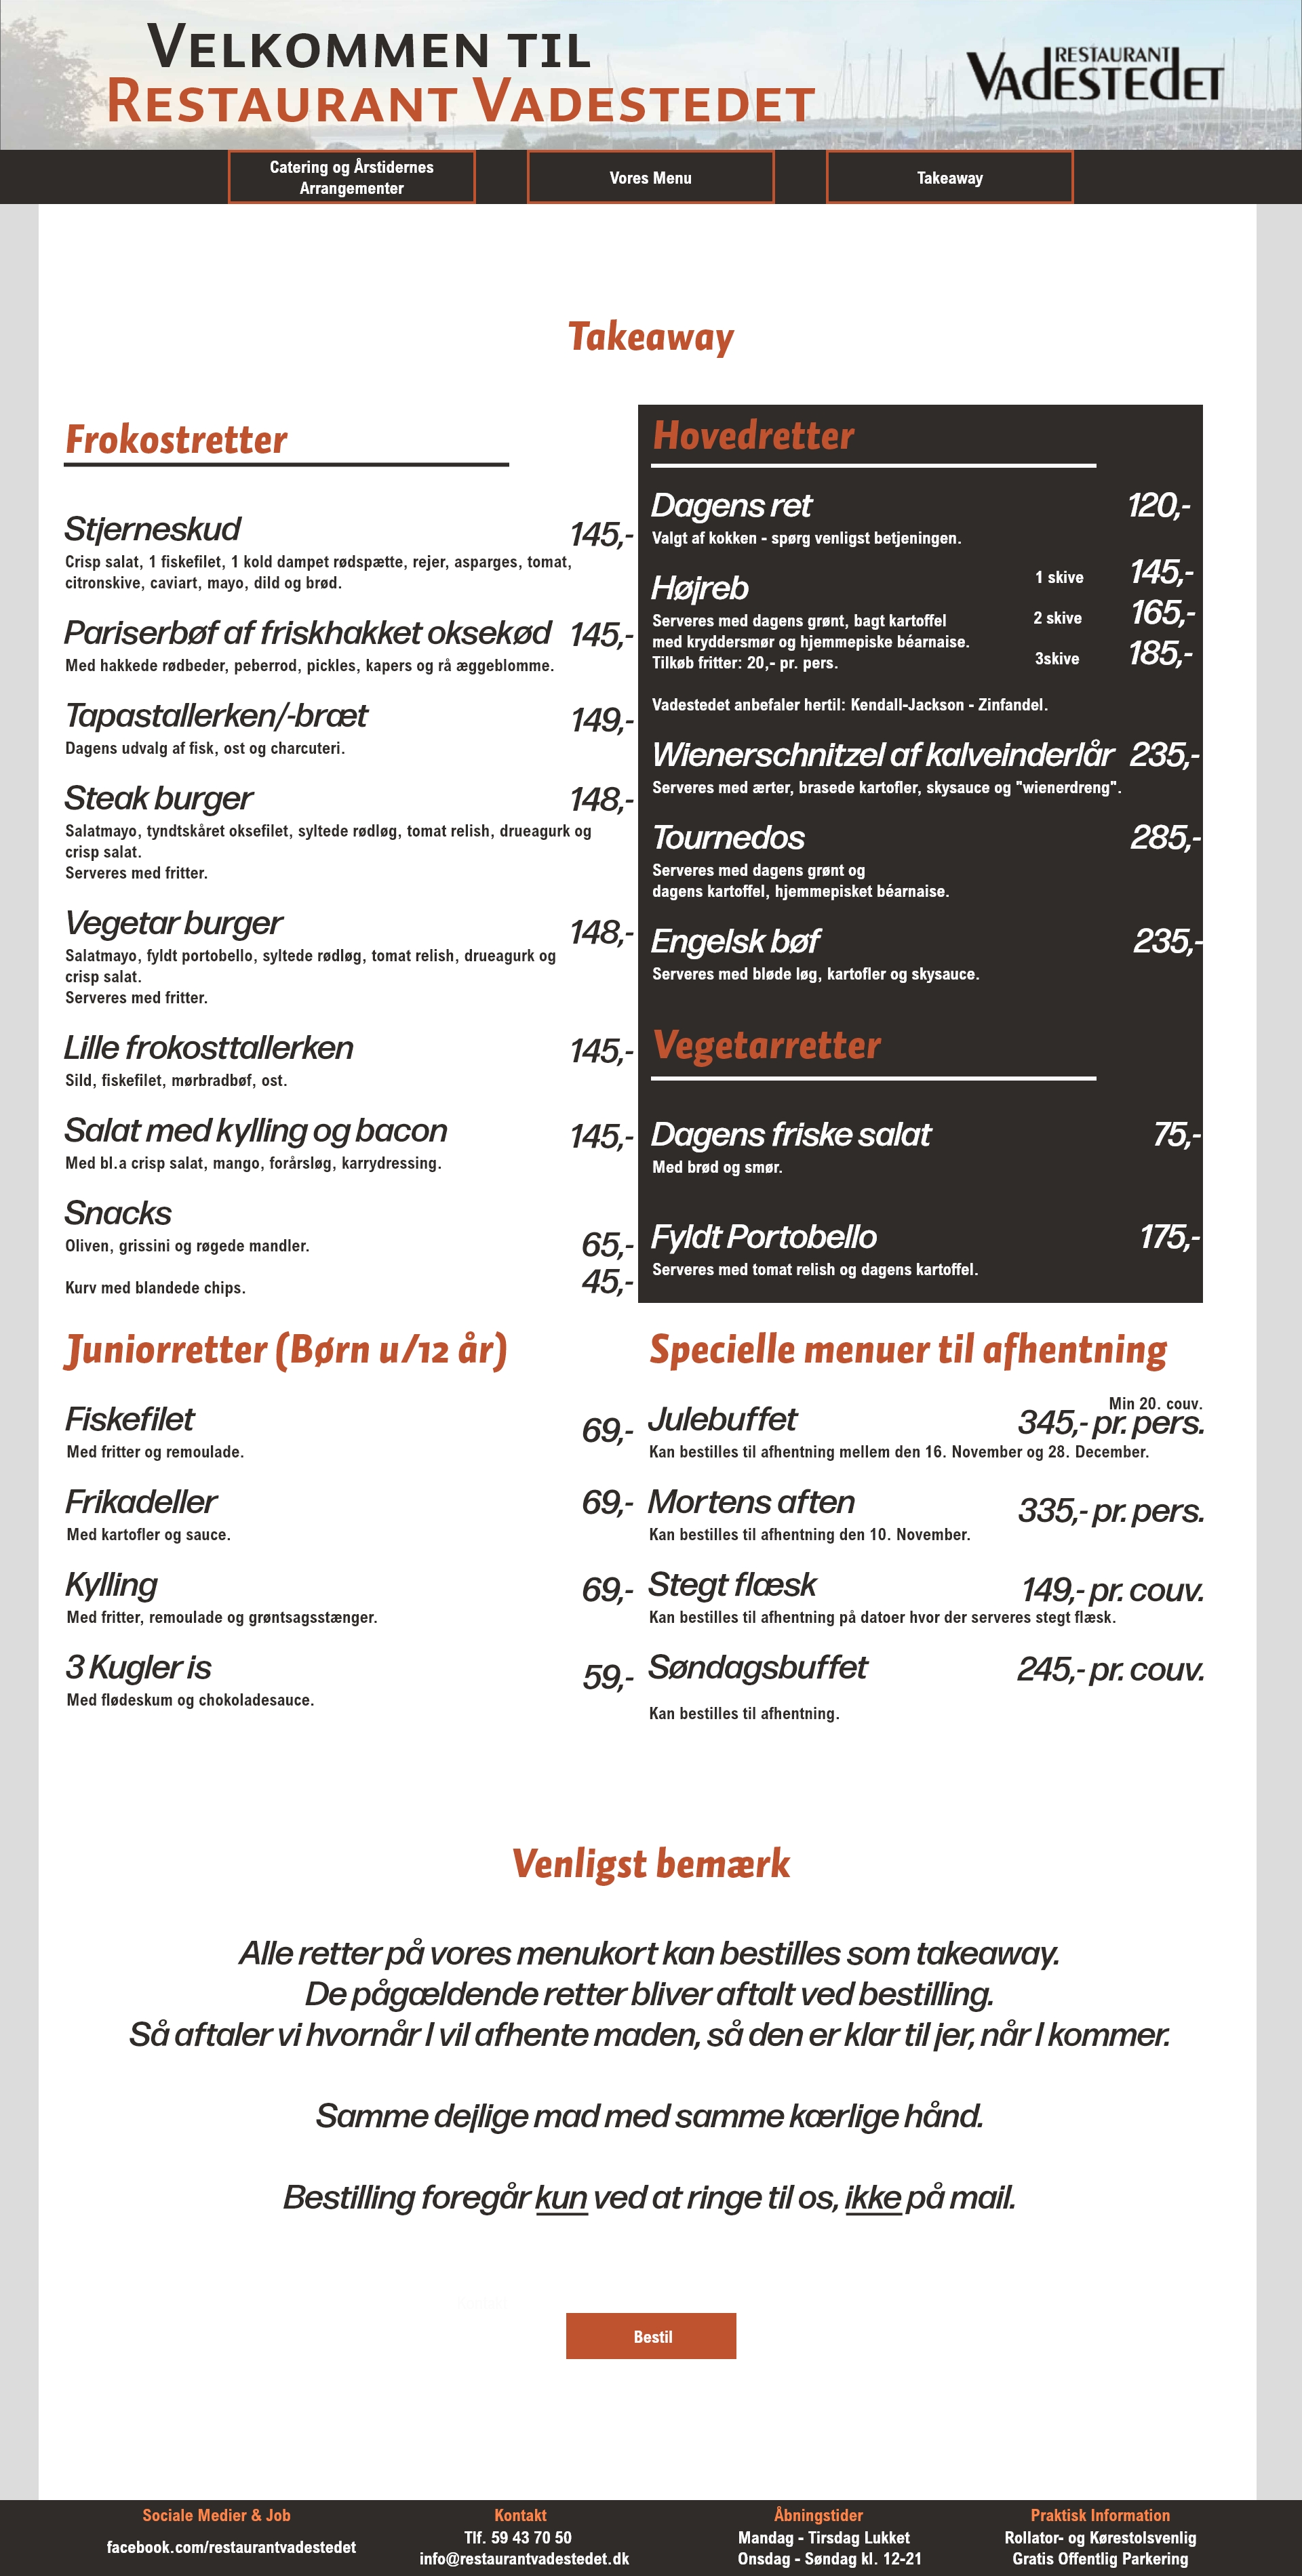 Velkommen til
Restaurant Vadestedet
RESTAURANT
VADESTEDET
Catering og Årstidernes
Arrangementer
Vores Menu
Takeaway
Takeaway
Frokostretter
Stjerneskud 145,-
Crisp salat, 1 fiskefilet, 1 kold dampet rødspætte, rejer, asparges, tomat,
citronskive, caviart, mayo, dild og brød.
Pariserbøf af friskhakket oksekød 145,-
Med hakkede rødbeder, peberrod, pickles, kapers og rå æggeblomme.
Tapastallerken/-bræt 149,-
Dagens udvalg af fisk, ost og charcuteri.
Steak burger 148,-
Salatmayo, tyndtskåret oksefilet, syltede rødløg, tomat relish, drueagurk og
crisp salat.
Serveres med fritter.
Vegetar burger 148,-
Salatmayo, fyldt portobello, syltede rødløg, tomat relish, drueagurk og
crisp salat.
Serveres med fritter.
Lille frokosttallerken 145,-
Sild, fiskefilet, mørbradbøf, ost.
Salat med kylling og bacon 145,-
Med bl.a crisp salat, mango, forårsløg, karrydressing.
Snacks
Oliven, grissini og røgede mandler. 65,-
Kurv med blandede chips. 45,-
Hovedretter
Dagens ret 120,-
Valgt af kokken - spørg venligst betjeningen.
Højreb 1 skive 145,-
Serveres med dagens grønt, bagt kartoffel 2 skive 165,-
med kryddersmør og hjemmepiske béarnaise.
Tilkøb fritter: 20,- pr. pers. 3skive 185,-
Vadestedet anbefaler hertil: Kendall-Jackson - Zinfandel.
Wienerschnitzel af kalveinderlår 235,-
Serveres med ærter, brasede kartofler, skysauce og "wienerdreng".
Tournedos 285,-
Serveres med dagens grønt og
dagens kartoffel, hjemmepisket béarnaise.
Engelsk bøf 235,-
Serveres med bløde løg, kartofler og skysauce.
Vegetarretter
Dagens friske salat 75,-
Med brød og smør.
Fyldt Portobello 175,-
Serveres med tomat relish og dagens kartoffel.
Juniorretter (Børn u/12 år)
Fiskefilet 69,-
Med fritter og remoulade.
Frikadeller 69,-
Med kartofler og sauce.
Kylling 69,-
Med fritter, remoulade og grøntsagsstænger.
3 Kugler is 59,-
Med flødeskum og chokoladesauce.
Specielle menuer til afhentning
Min 20. couv.
Julebuffet 345,- pr. pers.
Kan bestilles til afhentning mellem den 16. November og 28. December.
Mortens aften 335,- pr. pers.
Kan bestilles til afhentning den 10. November.
Stegt flæsk 149,- pr. couv.
Kan bestilles til afhentning på datoer hvor der serveres stegt flæsk.
Søndagsbuffet 245,- pr. couv.
Kan bestilles til afhentning.
Venligst bemærk
Alle retter på vores menukort kan bestilles som takeaway.
De pågældende retter bliver aftalt ved bestilling.
Så aftaler vi hvornår I vil afhente maden, så den er klar til jer, når I kommer.
Samme dejlige mad med samme kærlige hånd.
Bestilling foregår kun ved at ringe til os, ikke på mail.
Bestil
Sociale Medier & Job
facebook.com/restaurantvadestedet
Kontakt
Tlf. 59 43 70 50
info@restaurantvadestedet.dk
Åbningstider
Mandag - Tirsdag Lukket
Onsdag - Søndag kl. 12-21
Praktisk Information
Rollator- og Kørestolsvenlig
Gratis Offentlig Parkering